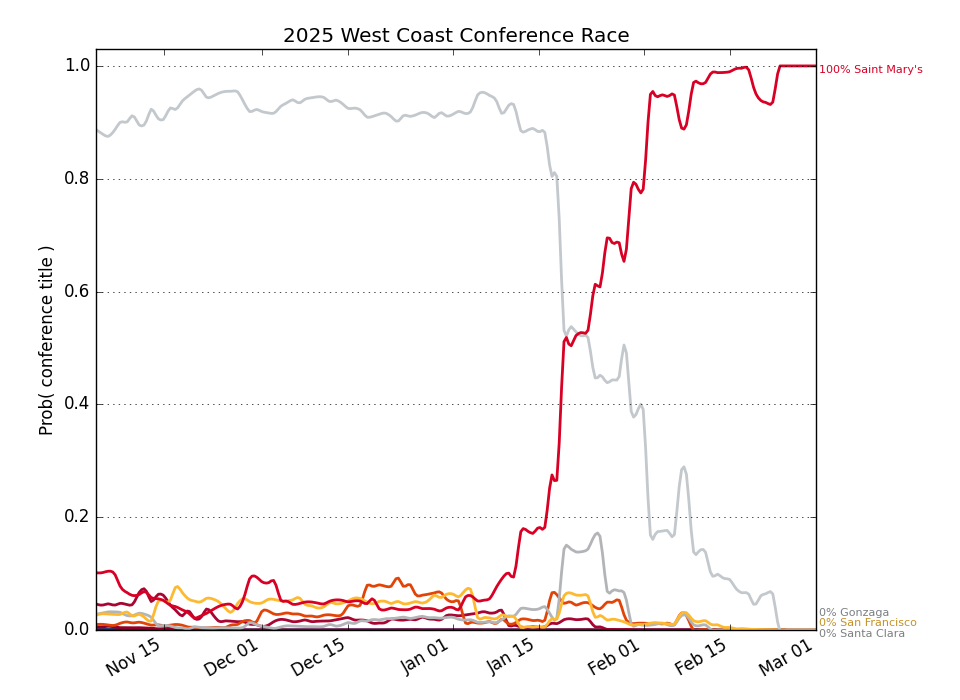 2025 West Coast Conference Race
1.0
100% Saint Mary's
0.8
0.6
Prob( conference title )
0.4
0.2
0.0
0% Gonzaga
0% San Francisco
0% Santa Clara
Nov 15
Dec 01
Dec 15
Jan 01
Jan 15
Feb 01
Feb 15
Mar 01